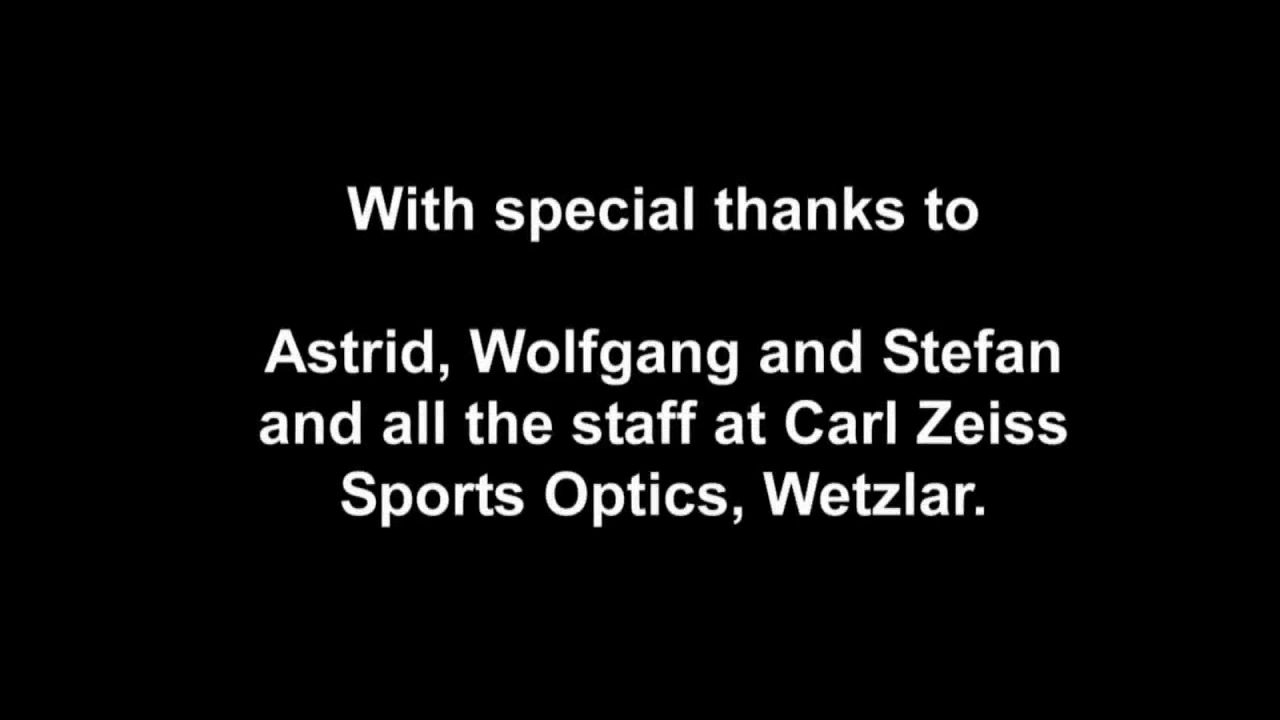 With special thanks to
Astrid, Wolfgang and Stefan
and all the staff at Carl Zeiss
Sports Optics, Wetzlar.